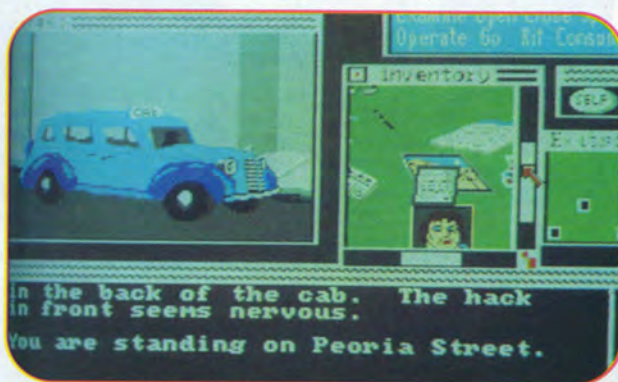 Examine Open Close
Operate Go Hit Consume
inventory
SELF
Exits
CAB
in the back of the cab. The hack
in front seems nervous.
You are standing on Peoria Street.